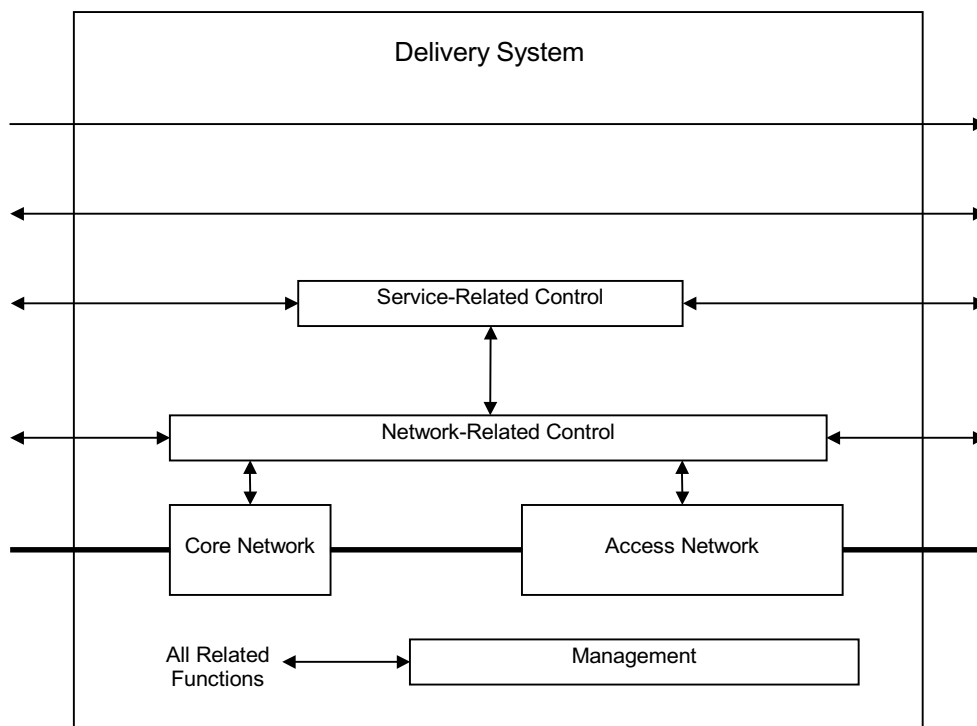 Delivery System
Service-Related Control
Network-Related Control
Core Network
Access Network
All Related
Functions
Management